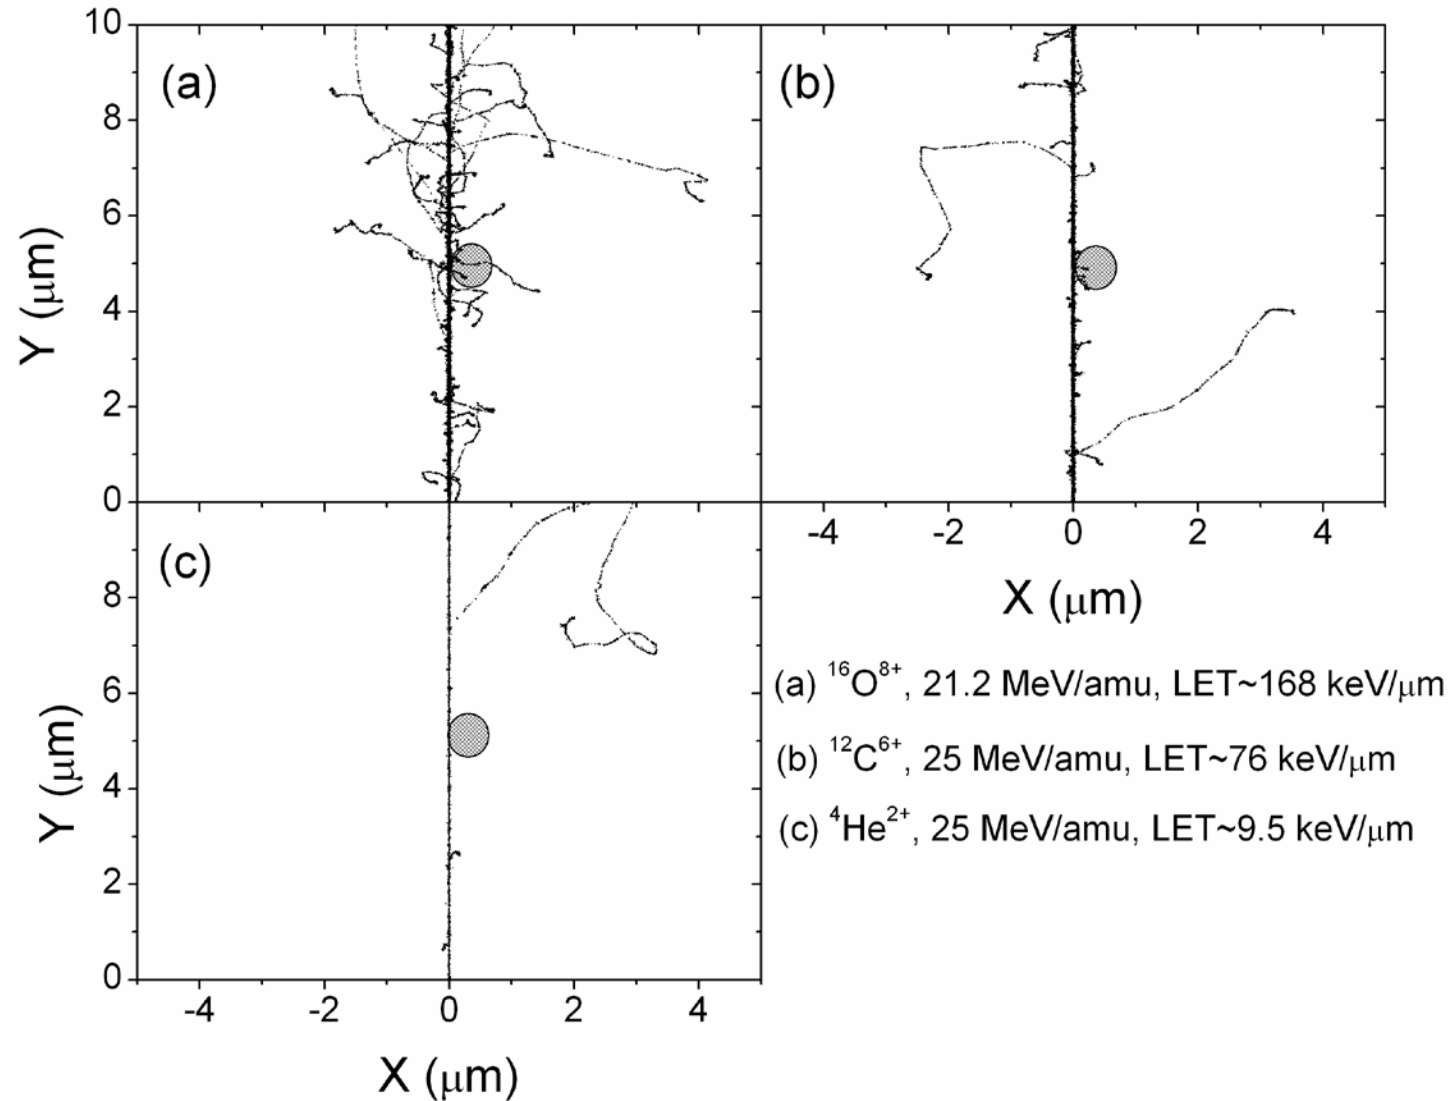 10
8
6
4
2
0
Y (μm)
(a)
(b)
-4 -2 0 2 4
X (μm)
(c)
8
6
4
2
0
Y (μm)
-4 -2 0 2 4
X (μm)
(a) ¹⁶O⁸⁺, 21.2 MeV/amu, LET~168 keV/μm
(b) ¹²C⁶⁺, 25 MeV/amu, LET~76 keV/μm
(c) ⁴He²⁺, 25 MeV/amu, LET~9.5 keV/μm